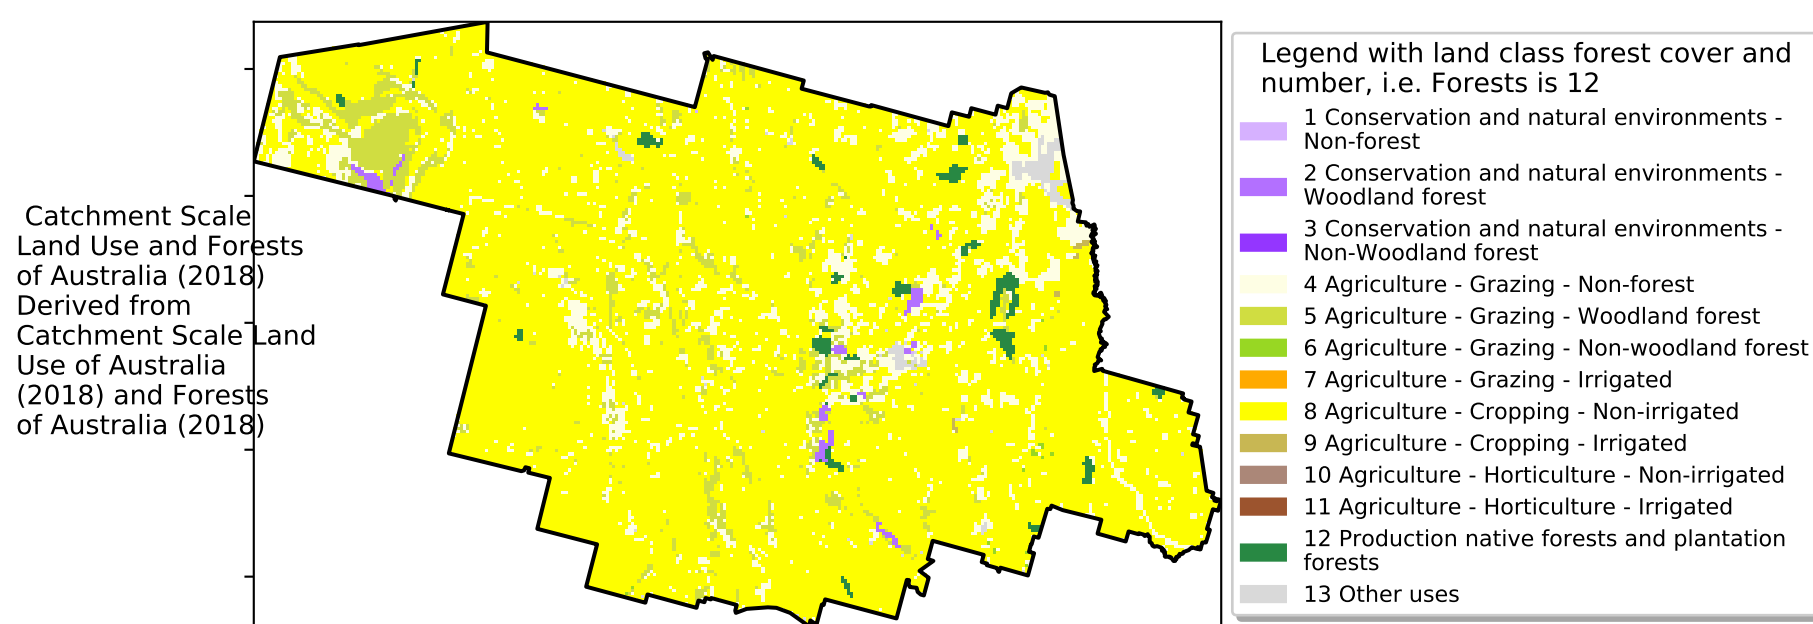 Catchment Scale
Land Use and Forests
of Australia (2018)
Derived from
Catchment Scale Land
Use of Australia
(2018) and Forests
of Australia (2018)
Legend with land class forest cover and
number, i.e. Forests is 12
1 Conservation and natural environments -
Non-forest
2 Conservation and natural environments -
Woodland forest
3 Conservation and natural environments -
Non-Woodland forest
4 Agriculture - Grazing - Non-forest
5 Agriculture - Grazing - Woodland forest
6 Agriculture - Grazing - Non-woodland forest
7 Agriculture - Grazing - Irrigated
8 Agriculture - Cropping - Non-irrigated
9 Agriculture - Cropping - Irrigated
10 Agriculture - Horticulture - Non-irrigated
11 Agriculture - Horticulture - Irrigated
12 Production native forests and plantation
forests
13 Other uses